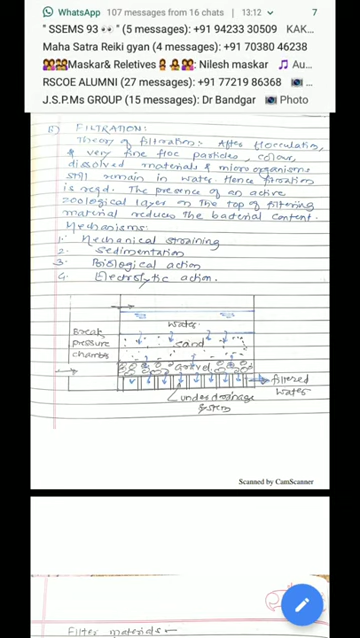 WhatsApp 107 messages from 16 chats | 13:12 7
" SSEMS 93 👀 " (5 messages): +91 94233 30509 KAK...
Maha Satra Reiki gyan (4 messages): +91 70380 46238
Maskar& Reletives : Nilesh maskar 🎵 Au...
RSCOE ALUMNI (27 messages): +91 77219 86368 📷 ...
J.S.P.Ms GROUP (15 messages): Dr Bandgar 📷 Photo
FILTRATION:
Theory of filteration:- After flocculation,
& very fine floc particles, colour,
dissolved materials & micro organisms
still remain in water. Hence filtration
is reqd. The presence of an active
zoological layer on the top of filtering
material reduces the bacterial content.
Mechanisms:
1. Mechanical straining
2. Sedimentation
3. Biological action
4. Electrolytic action.
water
Break
pressure
chamber
sand
Gravel
filtered
water
under drainage
system
Scanned by CamScanner
Filter materials -